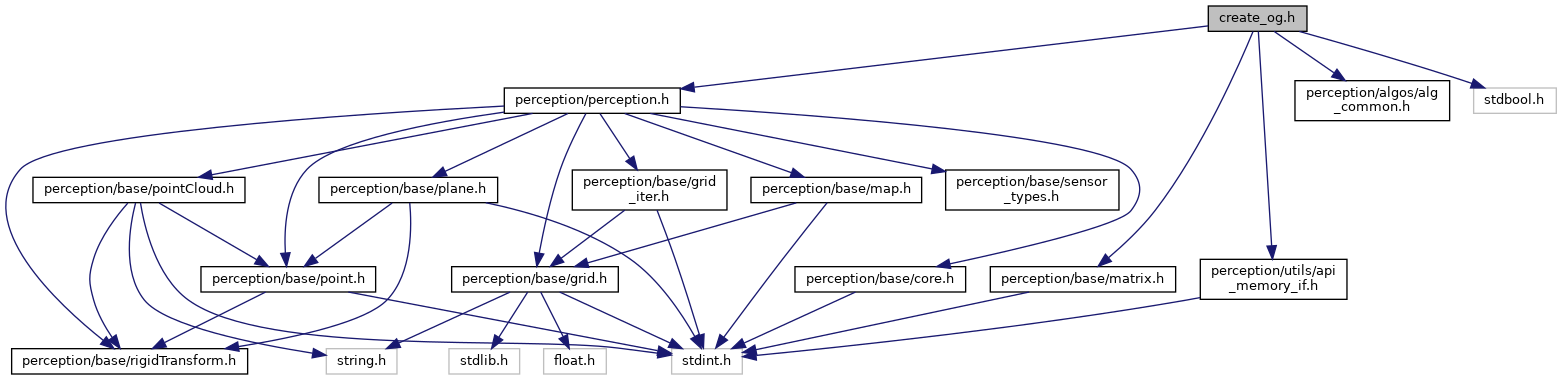 create_og.h
perception/perception.h
perception/algos/alg
_common.h
stdbool.h
perception/base/pointCloud.h
perception/base/plane.h
perception/base/grid
_iter.h
perception/base/map.h
perception/base/sensor
_types.h
perception/base/point.h
perception/base/grid.h
perception/base/core.h
perception/base/matrix.h
perception/utils/api
_memory_if.h
perception/base/rigidTransform.h
string.h
stdlib.h
float.h
stdint.h